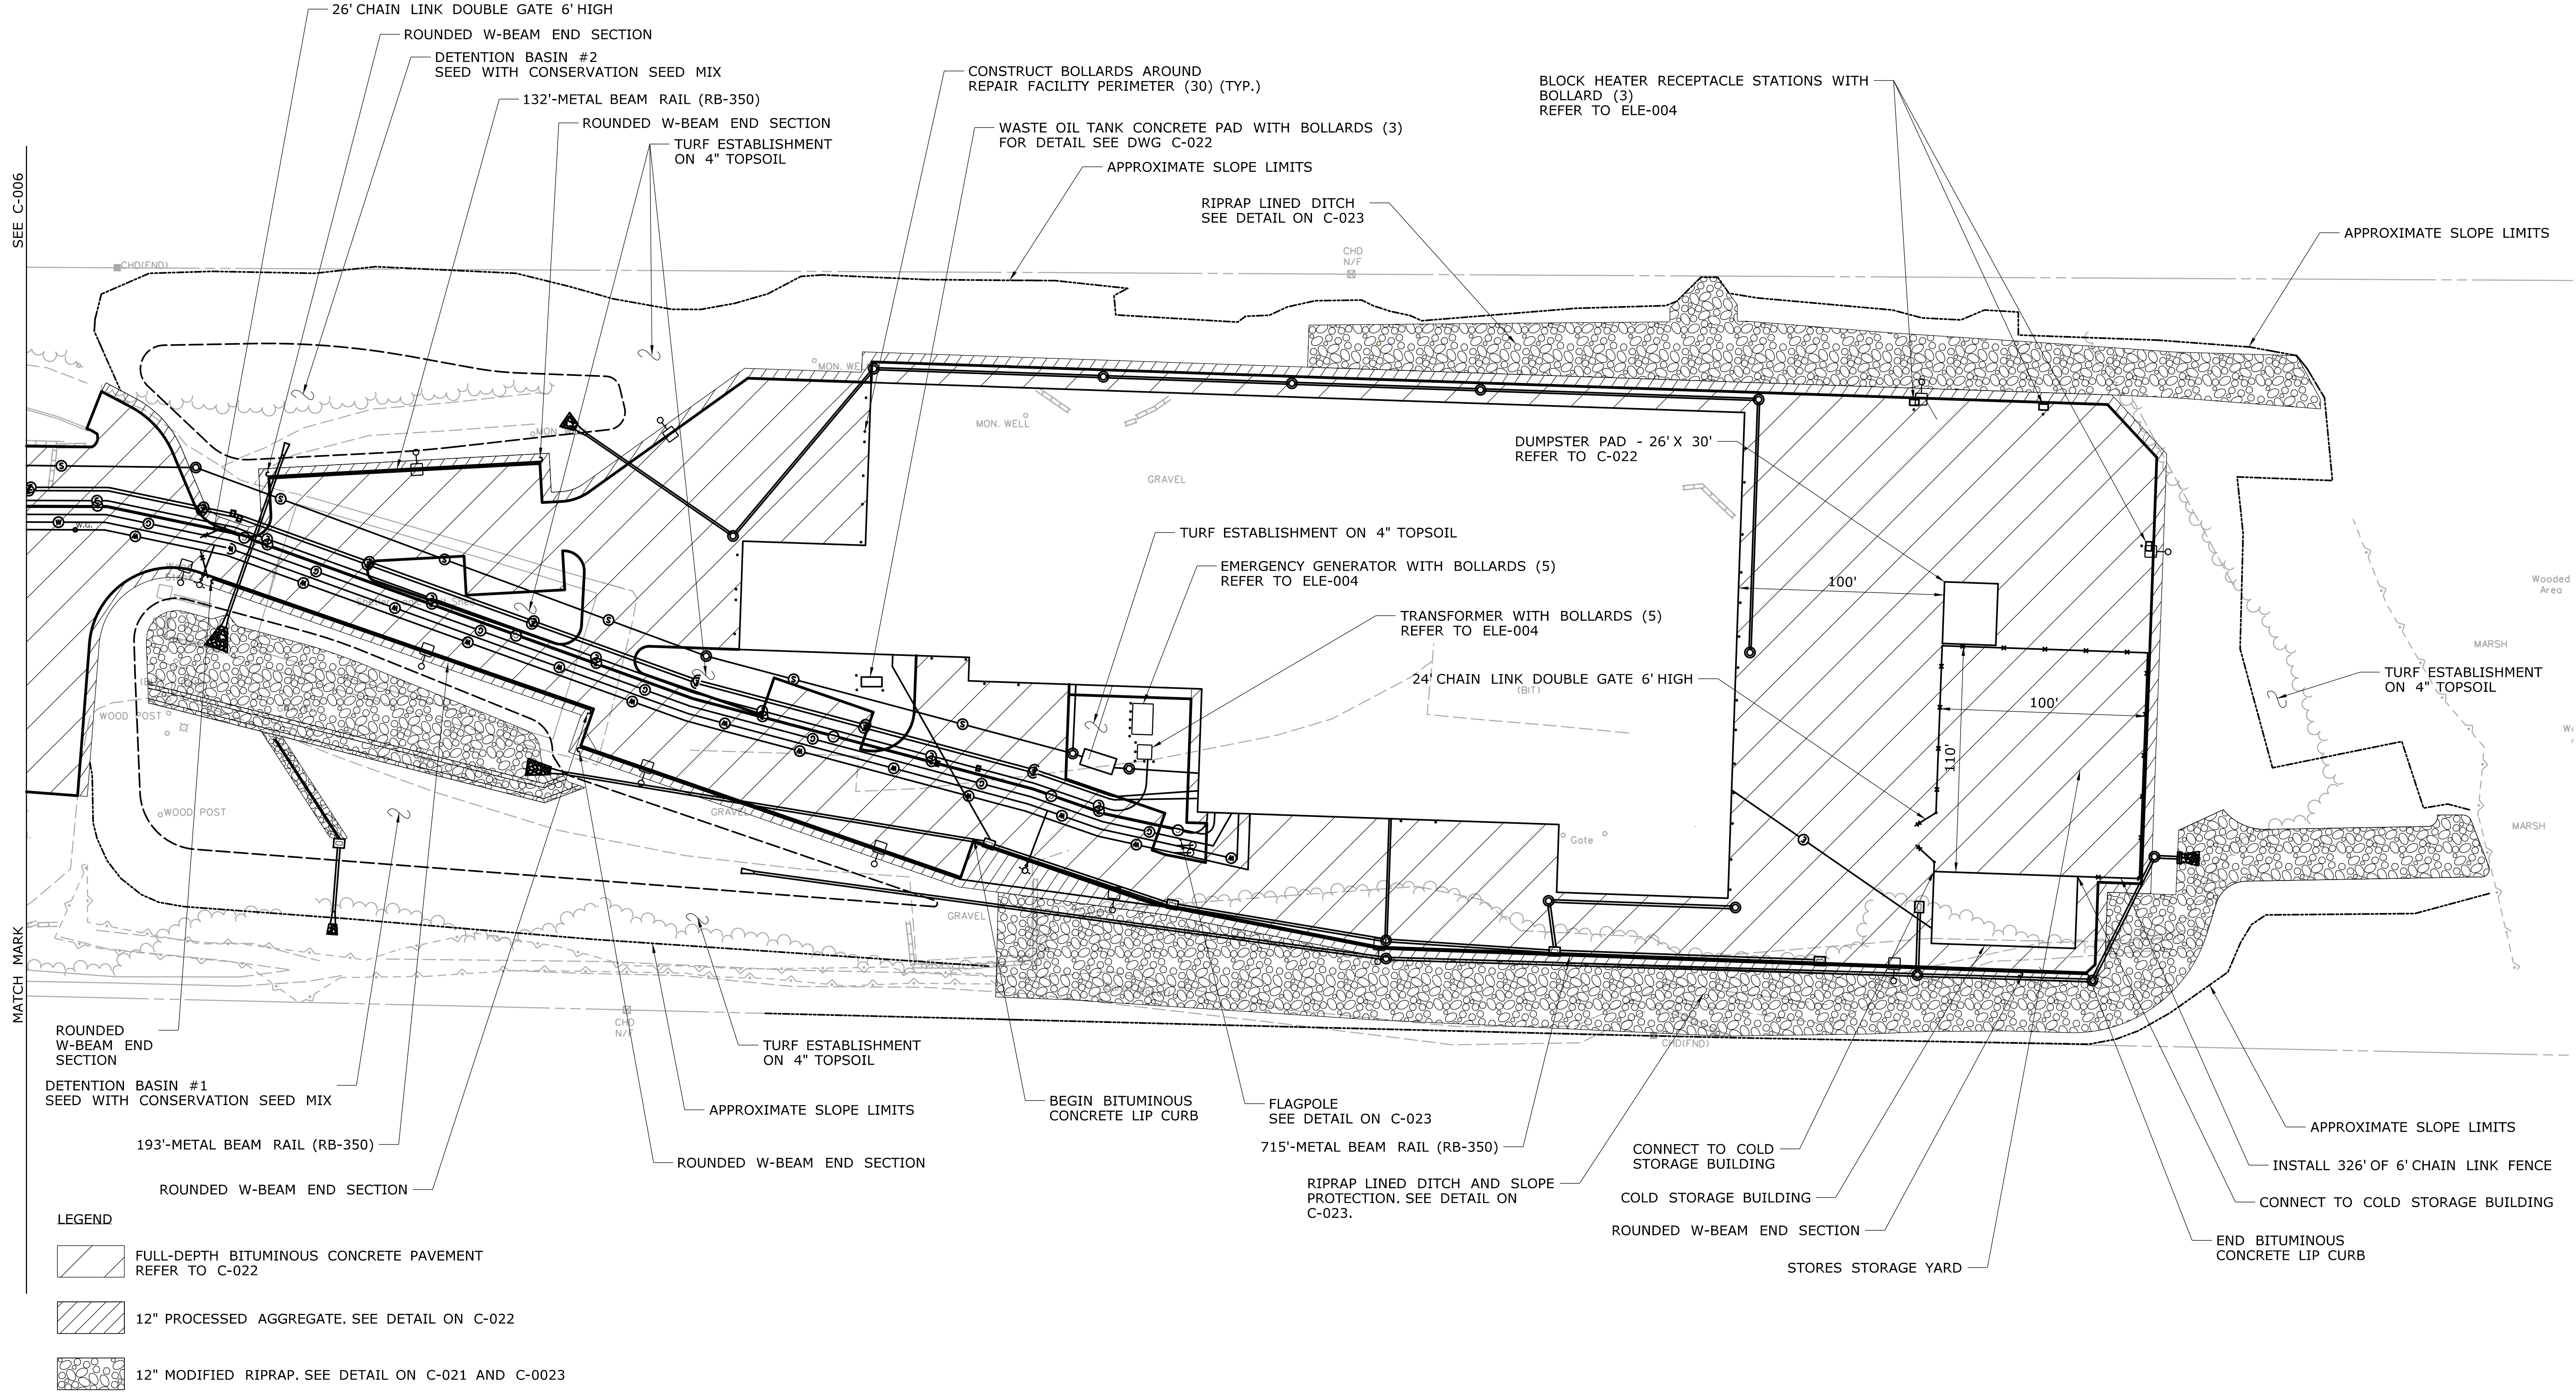 26' CHAIN LINK DOUBLE GATE 6' HIGH
ROUNDED W-BEAM END SECTION
DETENTION BASIN #2
SEED WITH CONSERVATION SEED MIX
132'-METAL BEAM RAIL (RB-350)
ROUNDED W-BEAM END SECTION
TURF ESTABLISHMENT
ON 4" TOPSOIL
CONSTRUCT BOLLARDS AROUND
REPAIR FACILITY PERIMETER (30) (TYP.)
WASTE OIL TANK CONCRETE PAD WITH BOLLARDS (3)
FOR DETAIL SEE DWG C-022
APPROXIMATE SLOPE LIMITS
RIPRAP LINED DITCH
SEE DETAIL ON C-023
BLOCK HEATER RECEPTACLE STATIONS WITH
BOLLARD (3)
REFER TO ELE-004
APPROXIMATE SLOPE LIMITS
SEE C-006
MATCH MARK
CHD(FND)
CHD
N/F
MON. WELL
MON. WELL
MON.
GRAVEL
DUMPSTER PAD - 26' X 30'
REFER TO C-022
TURF ESTABLISHMENT ON 4" TOPSOIL
EMERGENCY GENERATOR WITH BOLLARDS (5)
REFER TO ELE-004
TRANSFORMER WITH BOLLARDS (5)
REFER TO ELE-004
24' CHAIN LINK DOUBLE GATE 6' HIGH
(BIT)
100'
100'
110'
Wooded
Area
MARSH
TURF ESTABLISHMENT
ON 4" TOPSOIL
MARSH
W.G.
WOOD POST
WOOD POST
GRAVEL
Gate
GRAVEL
CHD
N/F
CHD(FND)
ROUNDED
W-BEAM END
SECTION
DETENTION BASIN #1
SEED WITH CONSERVATION SEED MIX
193'-METAL BEAM RAIL (RB-350)
ROUNDED W-BEAM END SECTION
TURF ESTABLISHMENT
ON 4" TOPSOIL
APPROXIMATE SLOPE LIMITS
ROUNDED W-BEAM END SECTION
BEGIN BITUMINOUS
CONCRETE LIP CURB
FLAGPOLE
SEE DETAIL ON C-023
715'-METAL BEAM RAIL (RB-350)
RIPRAP LINED DITCH AND SLOPE
PROTECTION. SEE DETAIL ON
C-023.
CONNECT TO COLD
STORAGE BUILDING
COLD STORAGE BUILDING
ROUNDED W-BEAM END SECTION
STORES STORAGE YARD
APPROXIMATE SLOPE LIMITS
INSTALL 326' OF 6' CHAIN LINK FENCE
CONNECT TO COLD STORAGE BUILDING
END BITUMINOUS
CONCRETE LIP CURB
LEGEND
FULL-DEPTH BITUMINOUS CONCRETE PAVEMENT
REFER TO C-022
12" PROCESSED AGGREGATE. SEE DETAIL ON C-022
12" MODIFIED RIPRAP. SEE DETAIL ON C-021 AND C-0023